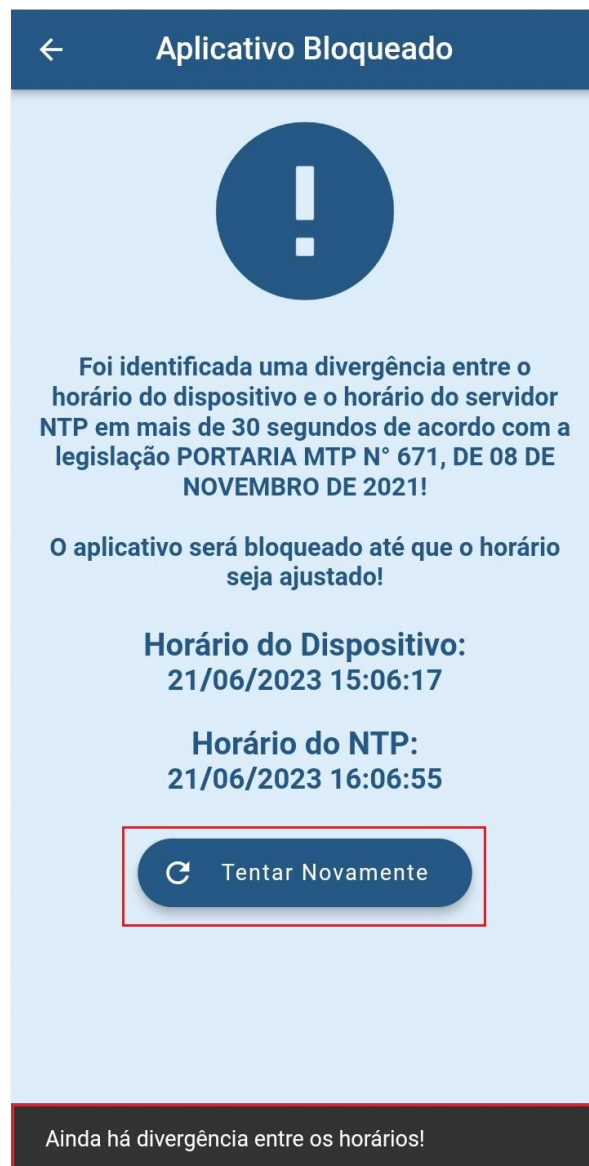 Aplicativo Bloqueado
Foi identificada uma divergência entre o
horário do dispositivo e o horário do servidor
NTP em mais de 30 segundos de acordo com a
legislação PORTARIA MTP N° 671, DE 08 DE
NOVEMBRO DE 2021!
O aplicativo será bloqueado até que o horário
seja ajustado!
Horário do Dispositivo:
21/06/2023 15:06:17
Horário do NTP:
21/06/2023 16:06:55
Tentar Novamente
Ainda há divergência entre os horários!